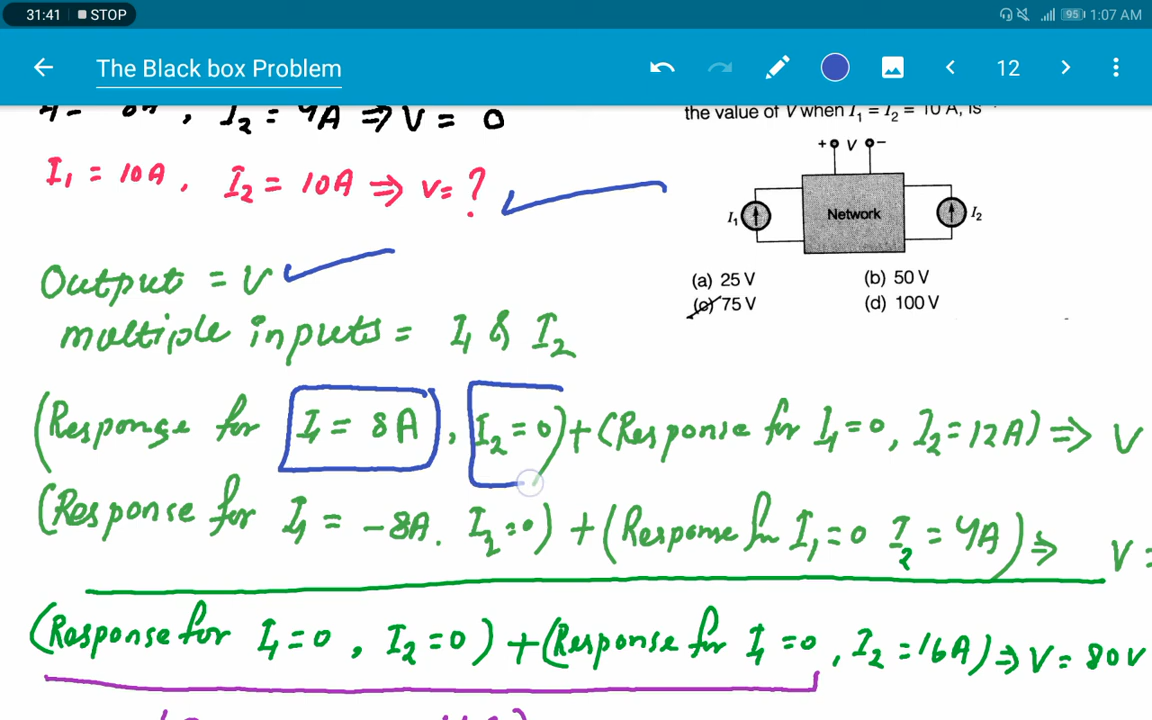 31:41 STOP 95 1:07 AM
The Black box Problem 12
I₂ = 4A ⇒ V = 0
the value of V when I₁ = I₂ = 10 A, is
I₁ = 10A, I₂ = 10A ⇒ V = ?
+ V −
I₁ Network I₂
(a) 25 V (b) 50 V
(c) 75 V (d) 100 V
Output = V
multiple inputs = I₁ & I₂
(Response for I₁ = 8A, I₂ = 0) + (Response for I₁ = 0, I₂ = 12A) ⇒ V
(Response for I₁ = -8A. I₂ = 0) + (Response for I₁ = 0 I₂ = 4A) ⇒ V =
(Response for I₁ = 0, I₂ = 0) + (Response for I₁ = 0, I₂ = 16A) ⇒ V = 80V